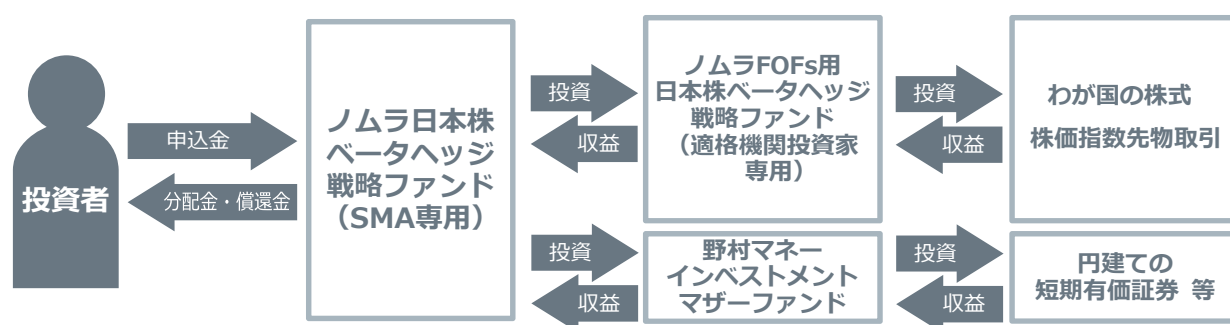 投資者
申込金
分配金・償還金
ノムラ日本株
ベータヘッジ
戦略ファンド
（SMA専用）
投資
収益
ノムラFOFs用
日本株ベータヘッジ
戦略ファンド
（適格機関投資家
専用）
投資
収益
わが国の株式
株価指数先物取引
投資
収益
野村マネー
インベストメント
マザーファンド
投資
収益
円建ての
短期有価証券 等